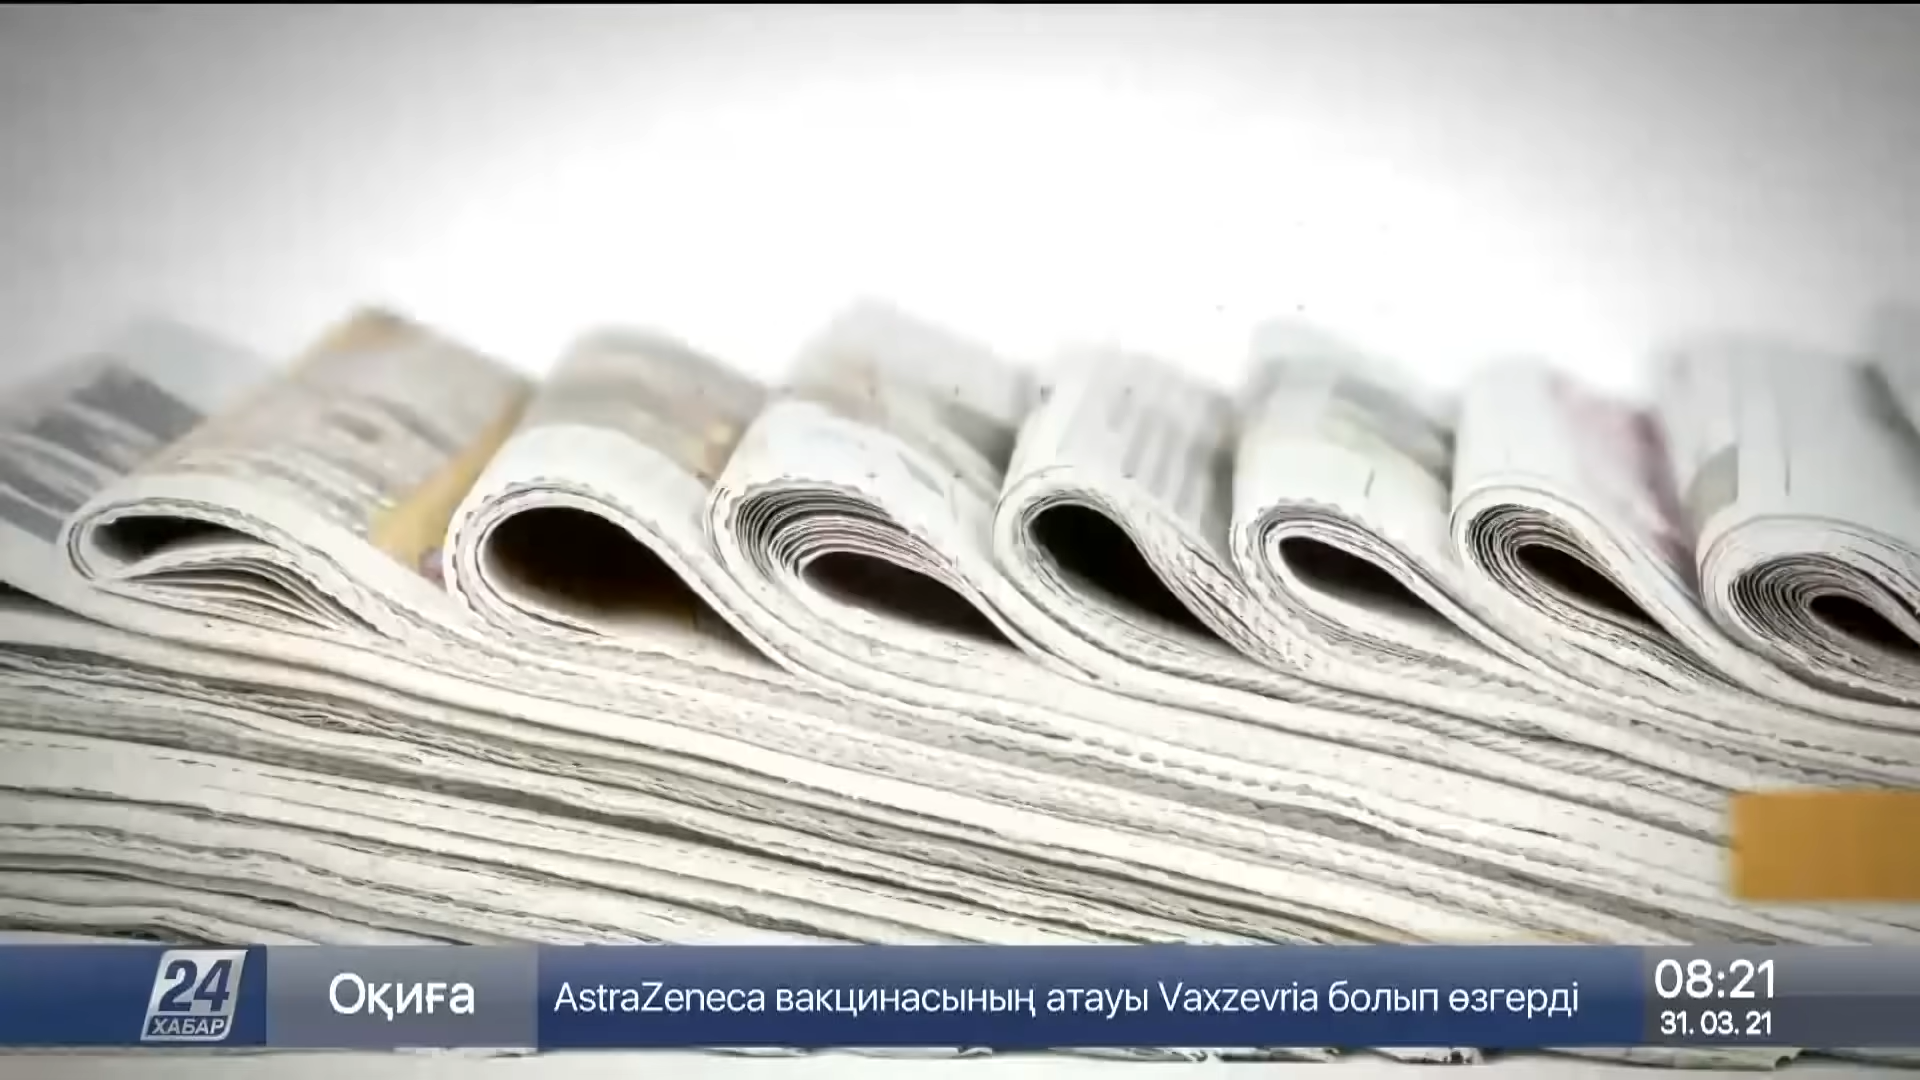 24
ХАБАР
Оқиға
AstraZeneca вакцинасының атауы Vaxzevria болып өзгерді
08:21
31. 03. 21